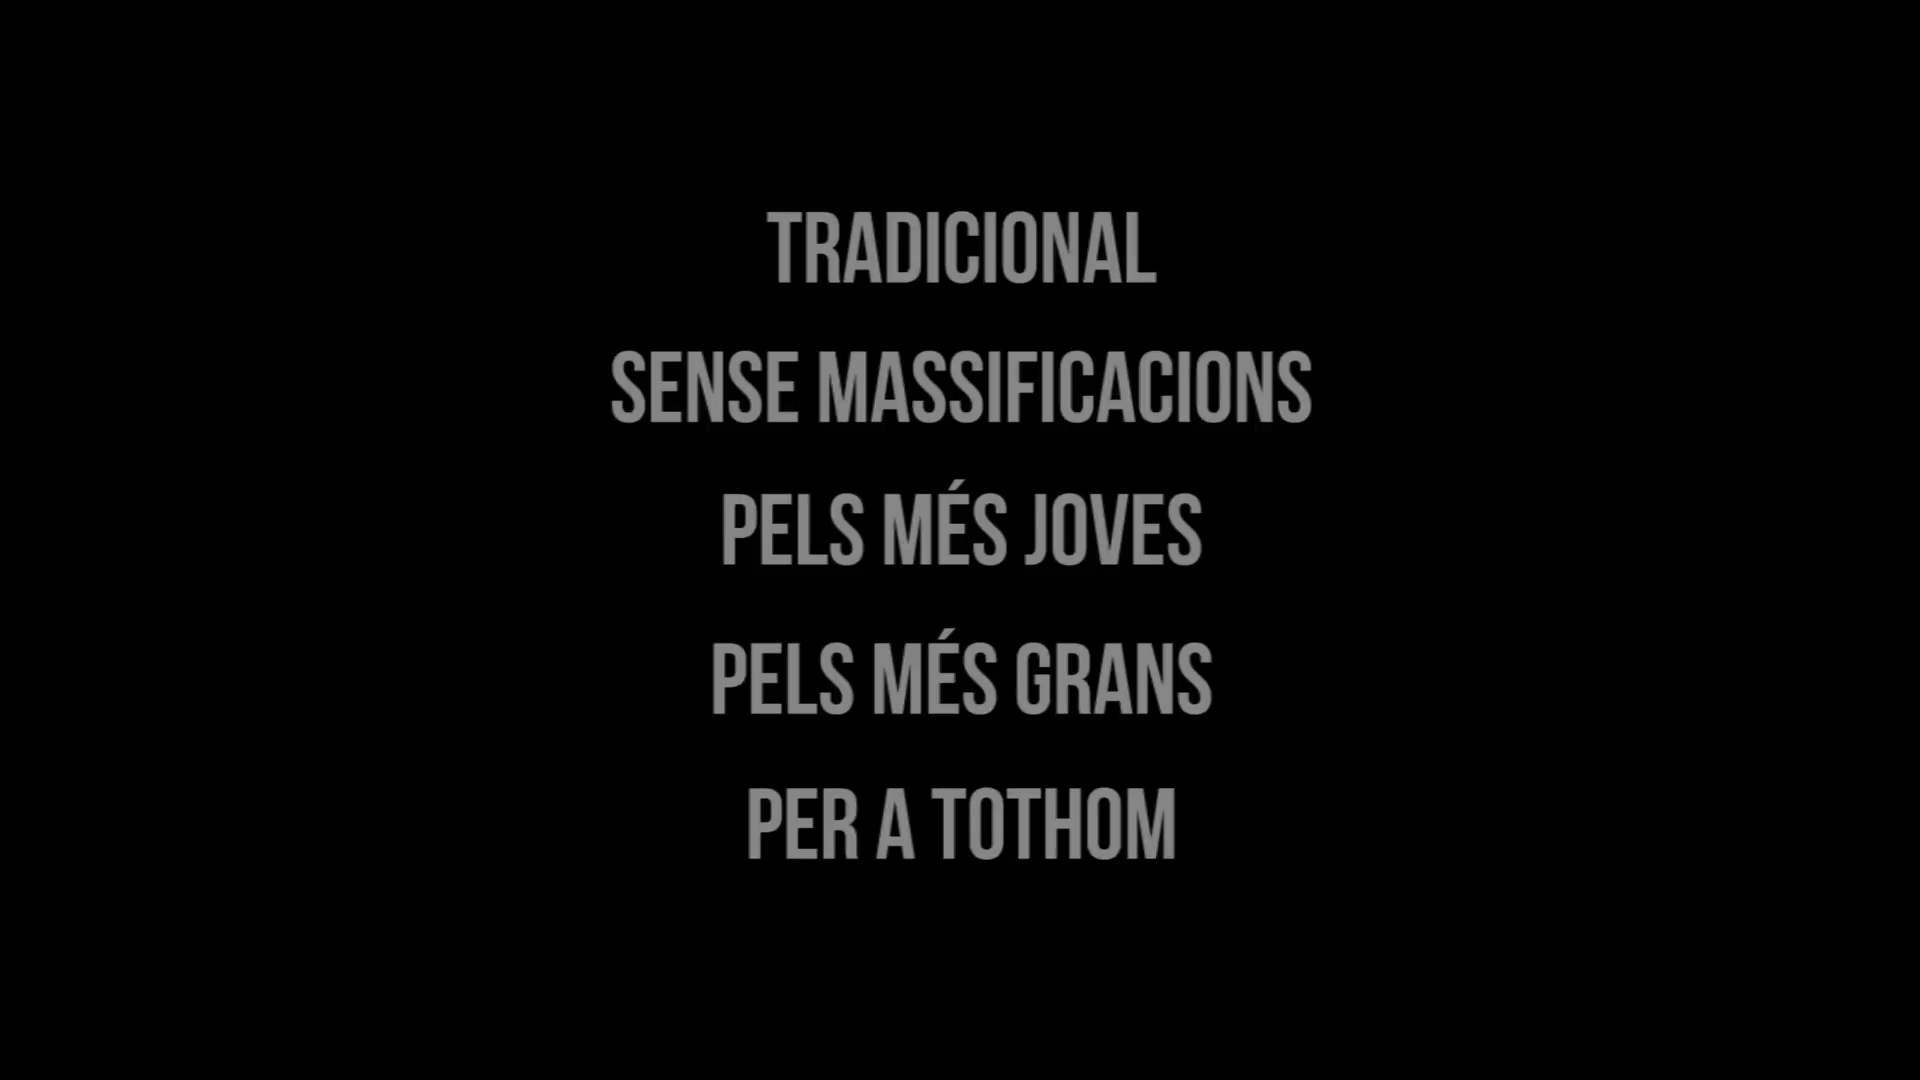 TRADICIONAL
SENSE MASSIFICACIONS
PELS MÉS JOVES
PELS MÉS GRANS
PER A TOTHOM